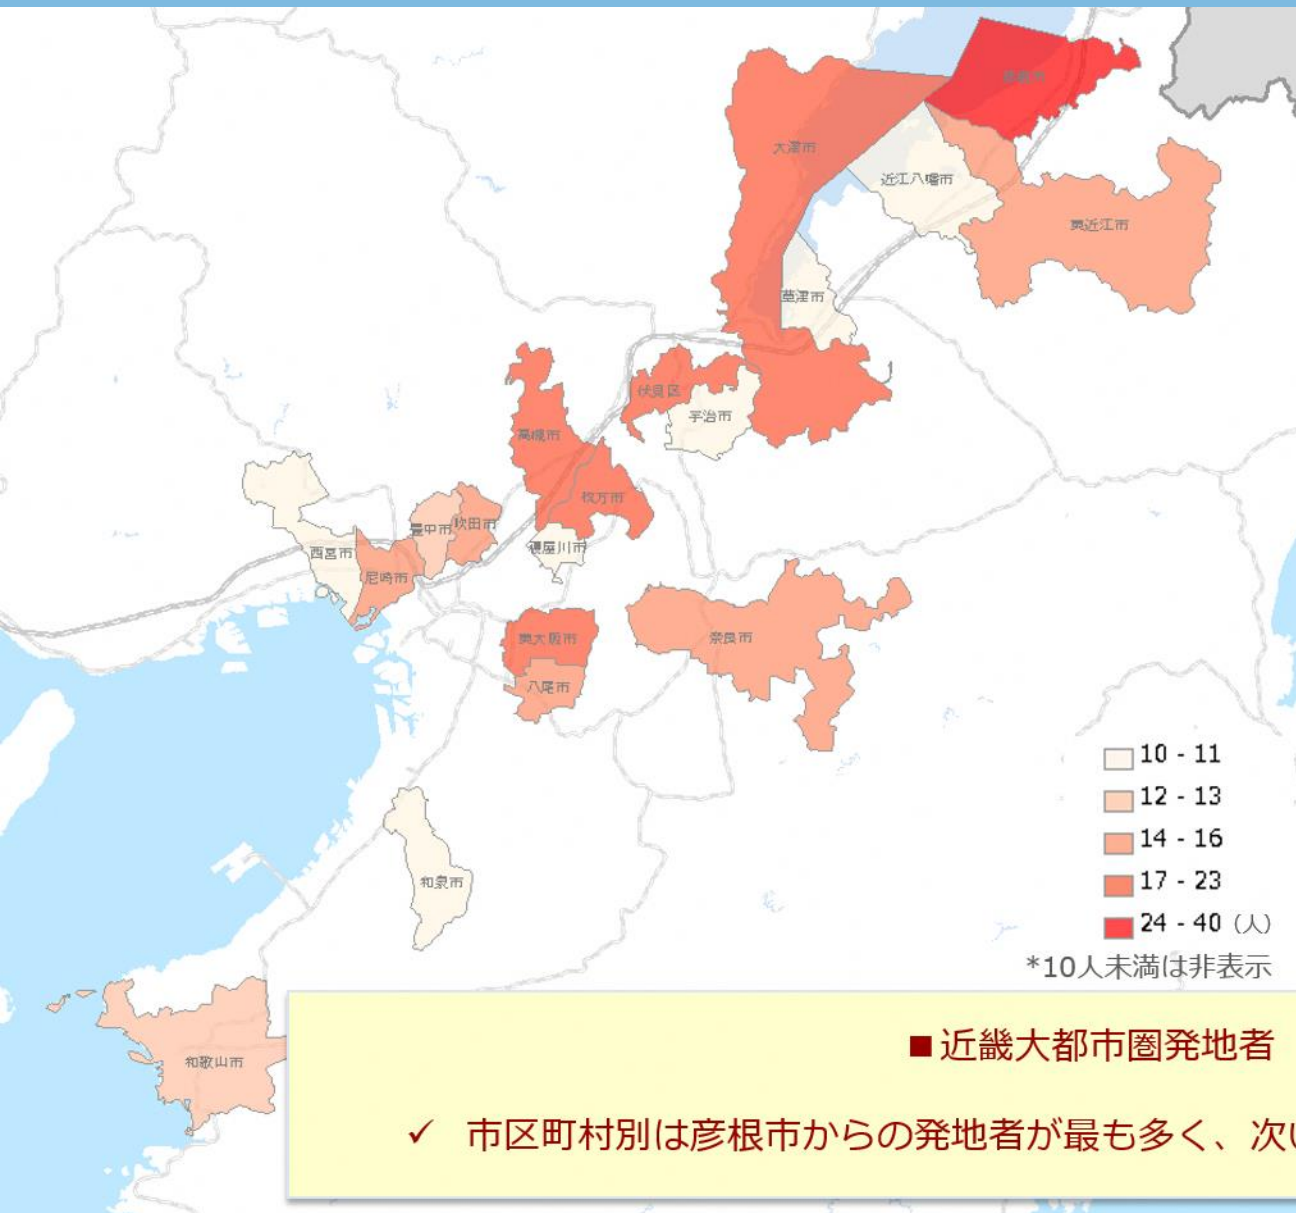 彦根市
大津市
近江八幡市
東近江市
草津市
伏見区
宇治市
高槻市
枚方市
豊中市
吹田市
寝屋川市
西宮市
尼崎市
東大阪市
奈良市
八尾市
10 - 11
12 - 13
14 - 16
17 - 23
24 - 40 (人)
*10人未満は非表示
和泉市
和歌山市
■近畿大都市圏発地者
✓ 市区町村別は彦根市からの発地者が最も多く、次